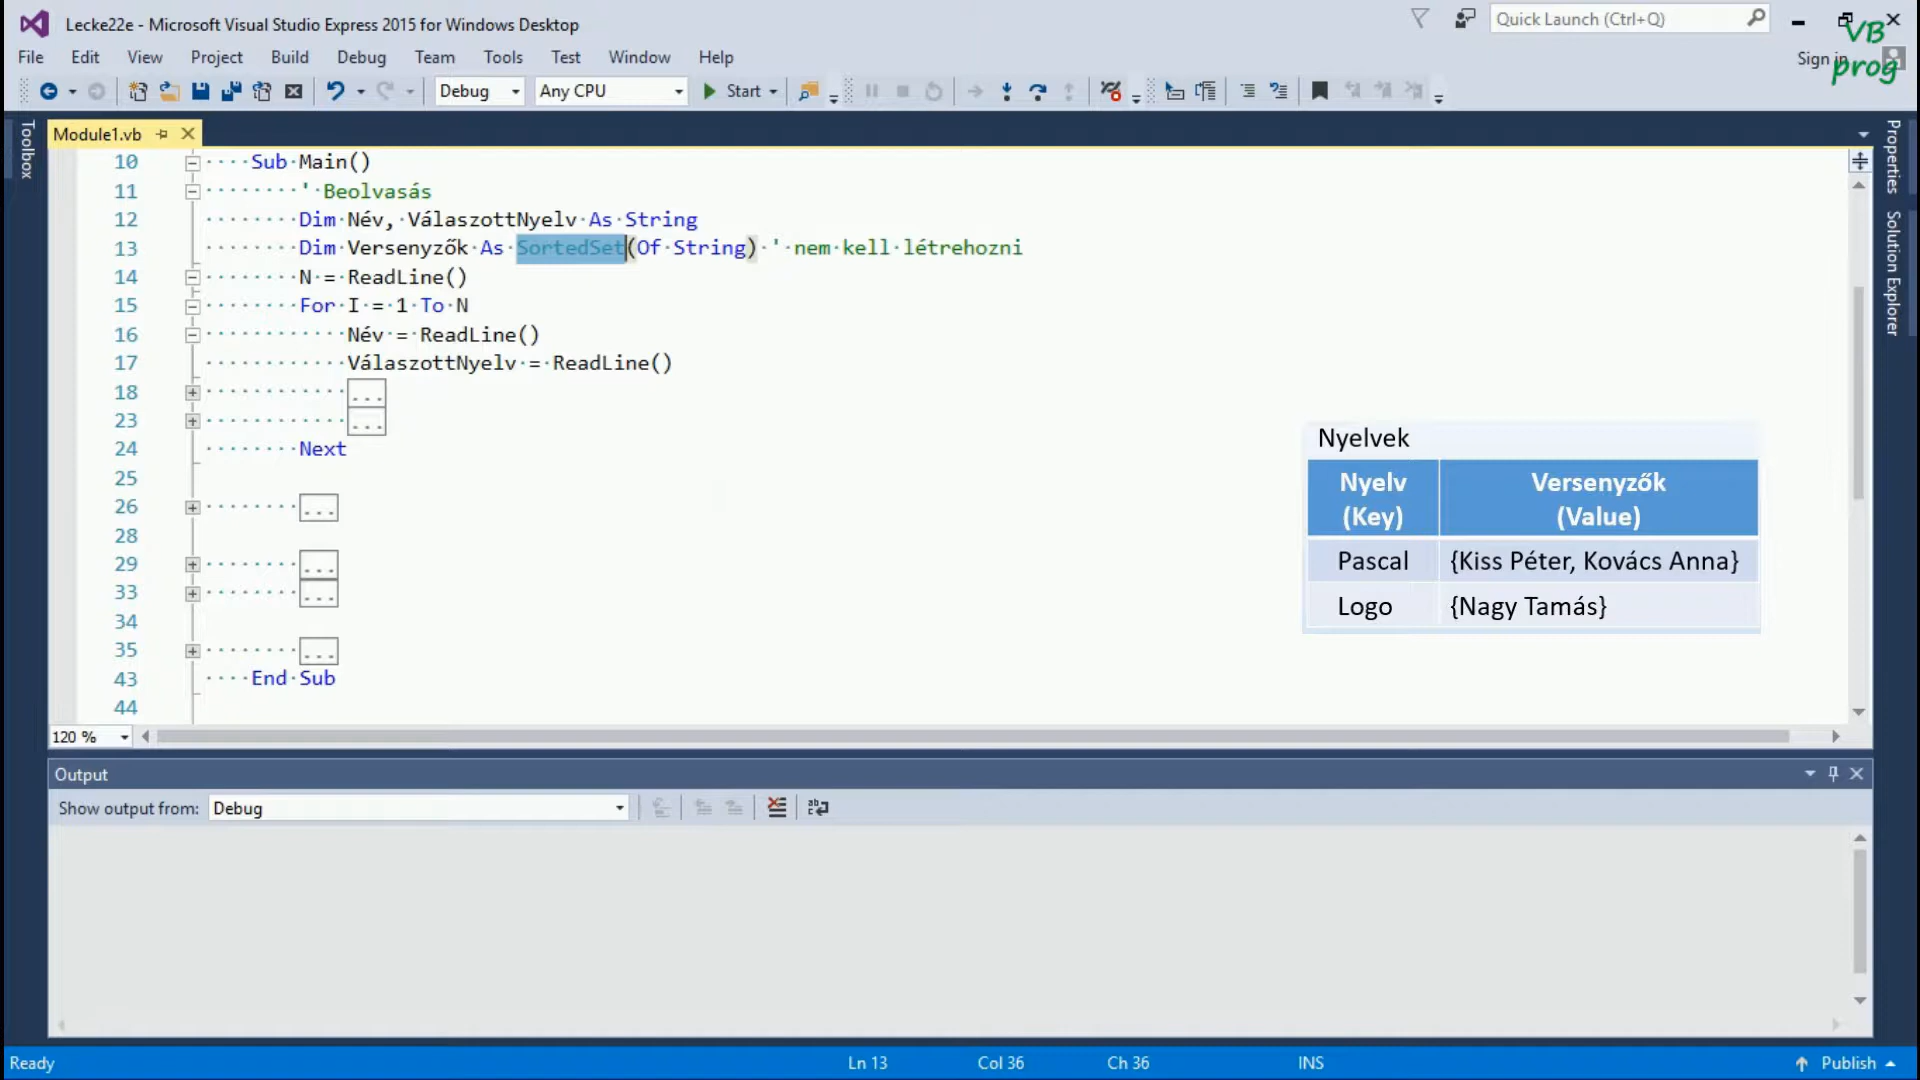 Lecke22e - Microsoft Visual Studio Express 2015 for Windows Desktop
Quick Launch (Ctrl+Q)
VB
prog
File Edit View Project Build Debug Team Tools Test Window Help
Sign in
Debug Any CPU Start
Toolbox
Module1.vb
Properties
Solution Explorer
10 Sub Main()
11 ' Beolvasás
12 Dim Név, VálaszottNyelv As String
13 Dim Versenyzők As SortedSet(Of String) ' nem kell létrehozni
14 N = ReadLine()
15 For I = 1 To N
16 Név = ReadLine()
17 VálaszottNyelv = ReadLine()
18 ...
23 ...
24 Next
25
26 ...
28
29 ...
33 ...
34
35 ...
43 End Sub
44
Nyelvek
Nyelv (Key) Versenyzők (Value)
Pascal {Kiss Péter, Kovács Anna}
Logo {Nagy Tamás}
120 %
Output
Show output from: Debug
Ready Ln 13 Col 36 Ch 36 INS Publish